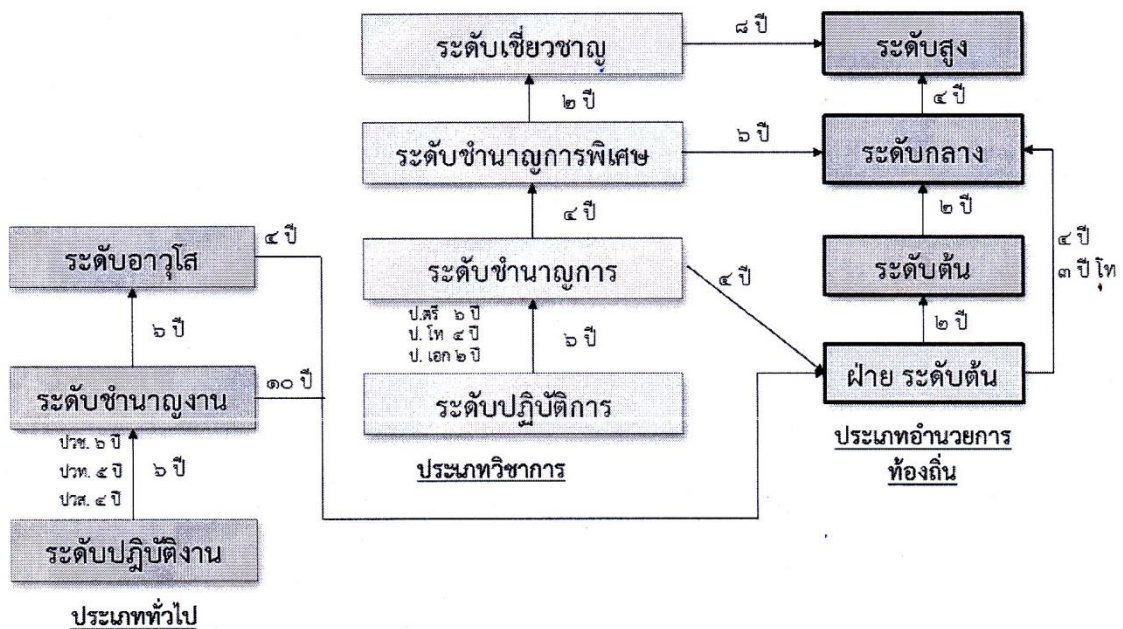 ระดับเชี่ยวชาญ
๘ ปี
ระดับสูง
๒ ปี
๔ ปี
ระดับชำนาญการพิเศษ
๖ ปี
ระดับกลาง
๔ ปี
๒ ปี
ระดับอาวุโส
๔ ปี
ระดับชำนาญการ
๔ ปี
ระดับต้น
๔ ปี
๓ ปี โท
๖ ปี
ป.ตรี ๖ ปี
ป. โท ๔ ปี
ป. เอก ๒ ปี
๖ ปี
๒ ปี
ระดับชำนาญงาน
๑๐ ปี
ระดับปฏิบัติการ
ฝ่าย ระดับต้น
ปวช. ๖ ปี
ปวท. ๕ ปี
ปวส. ๔ ปี
๖ ปี
ประเภทวิชาการ
ประเภทอำนวยการ
ท้องถิ่น
ระดับปฏิบัติงาน
ประเภททั่วไป